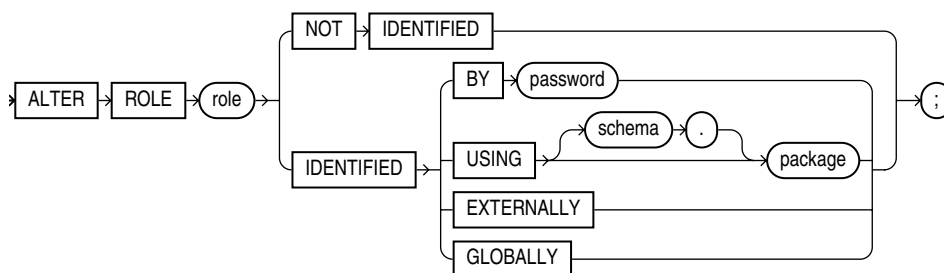 NOT IDENTIFIED
BY password
ALTER ROLE role ;
schema .
IDENTIFIED USING package
EXTERNALLY
GLOBALLY